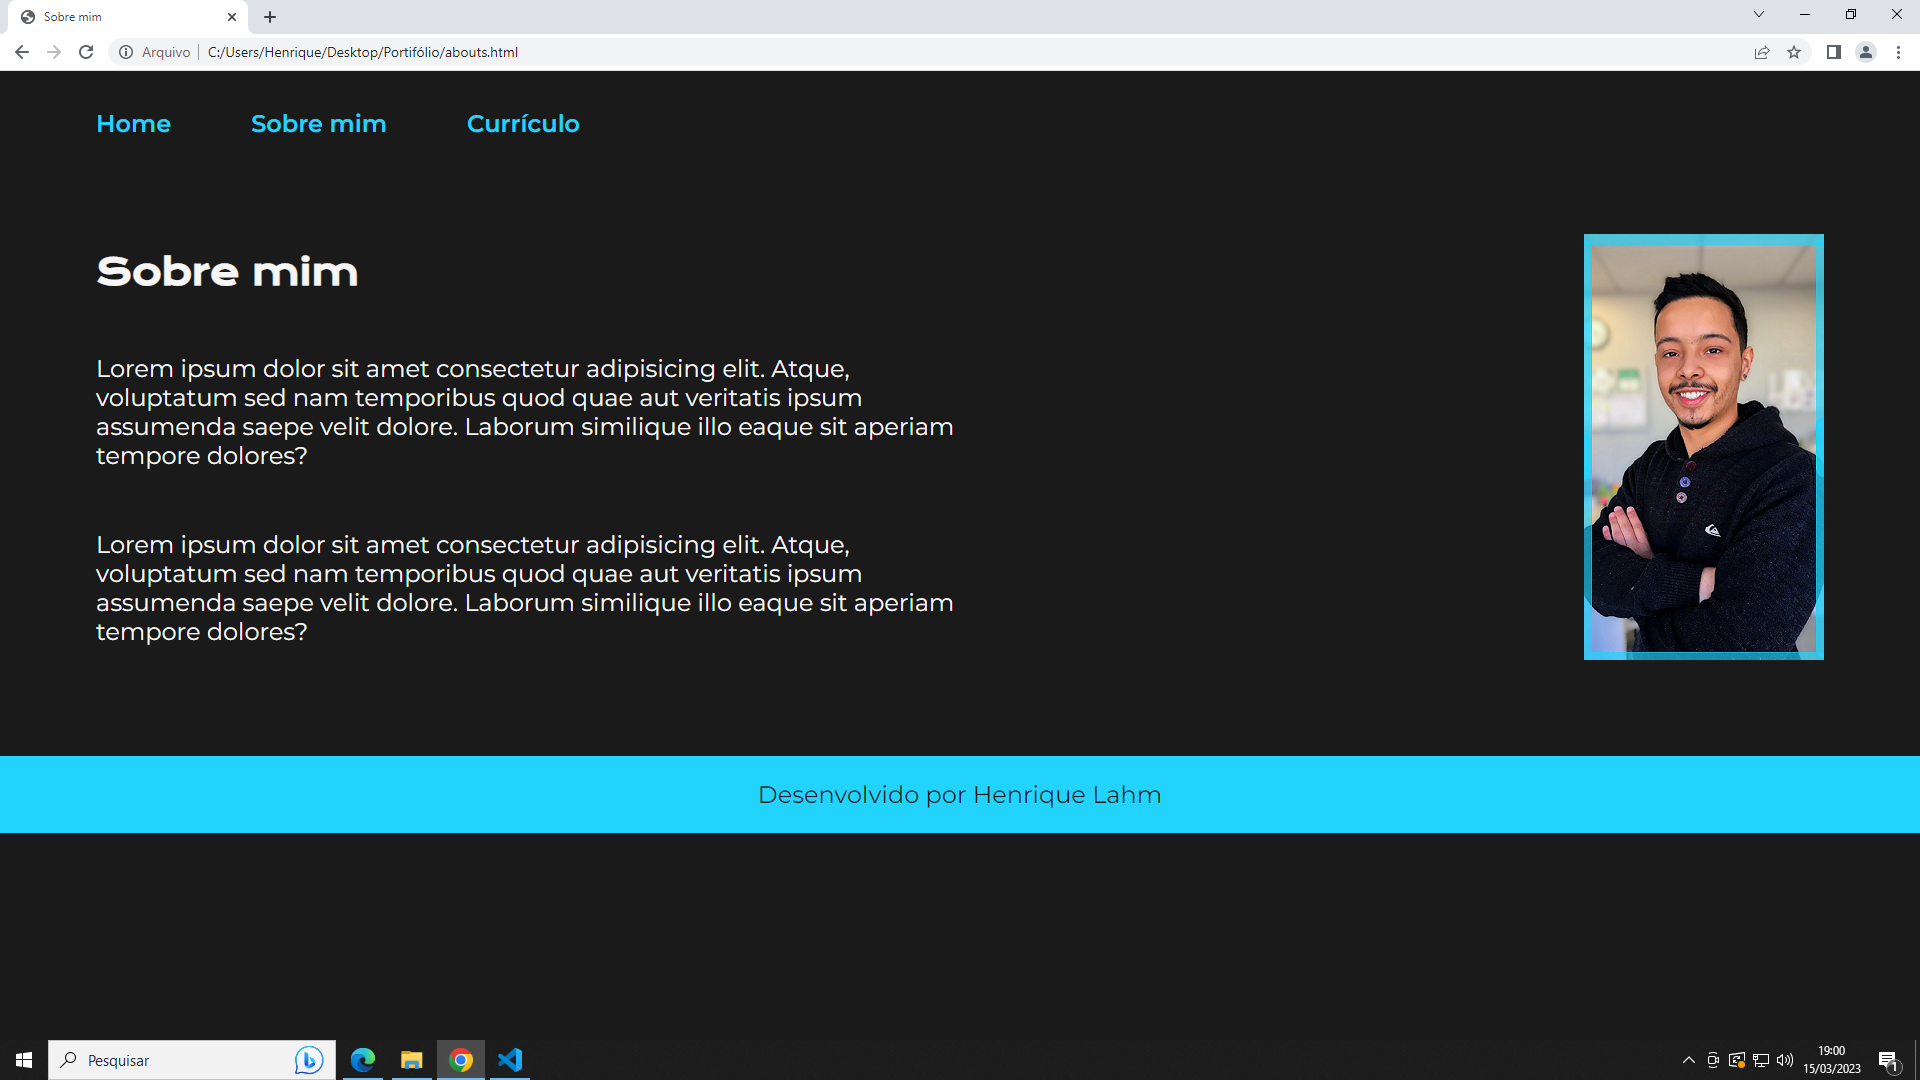 Sobre mim
Arquivo
C:/Users/Henrique/Desktop/Portifólio/abouts.html
Home
Sobre mim
Currículo
Sobre mim
Lorem ipsum dolor sit amet consectetur adipisicing elit. Atque,
voluptatum sed nam temporibus quod quae aut veritatis ipsum
assumenda saepe velit dolore. Laborum similique illo eaque sit aperiam
tempore dolores?
Lorem ipsum dolor sit amet consectetur adipisicing elit. Atque,
voluptatum sed nam temporibus quod quae aut veritatis ipsum
assumenda saepe velit dolore. Laborum similique illo eaque sit aperiam
tempore dolores?
Desenvolvido por Henrique Lahm
Pesquisar
19:00
15/03/2023
1